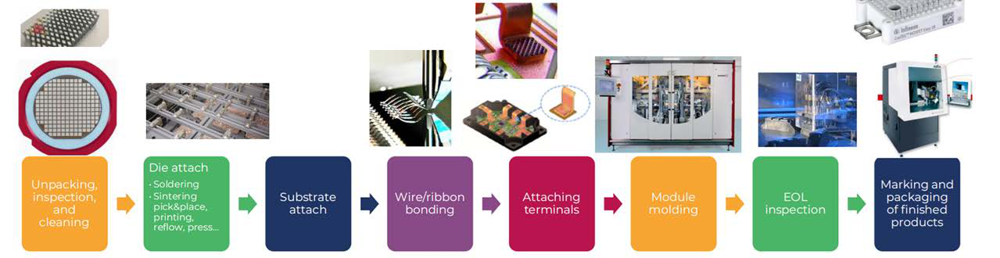 infineon
Unpacking,
inspection,
and
cleaning
Die attach
• Soldering
• Sintering
pick&place,
printing,
reflow, press...
Substrate
attach
Wire/ribbon
bonding
Attaching
terminals
Module
molding
EOL
inspection
Marking and
packaging
of finished
products